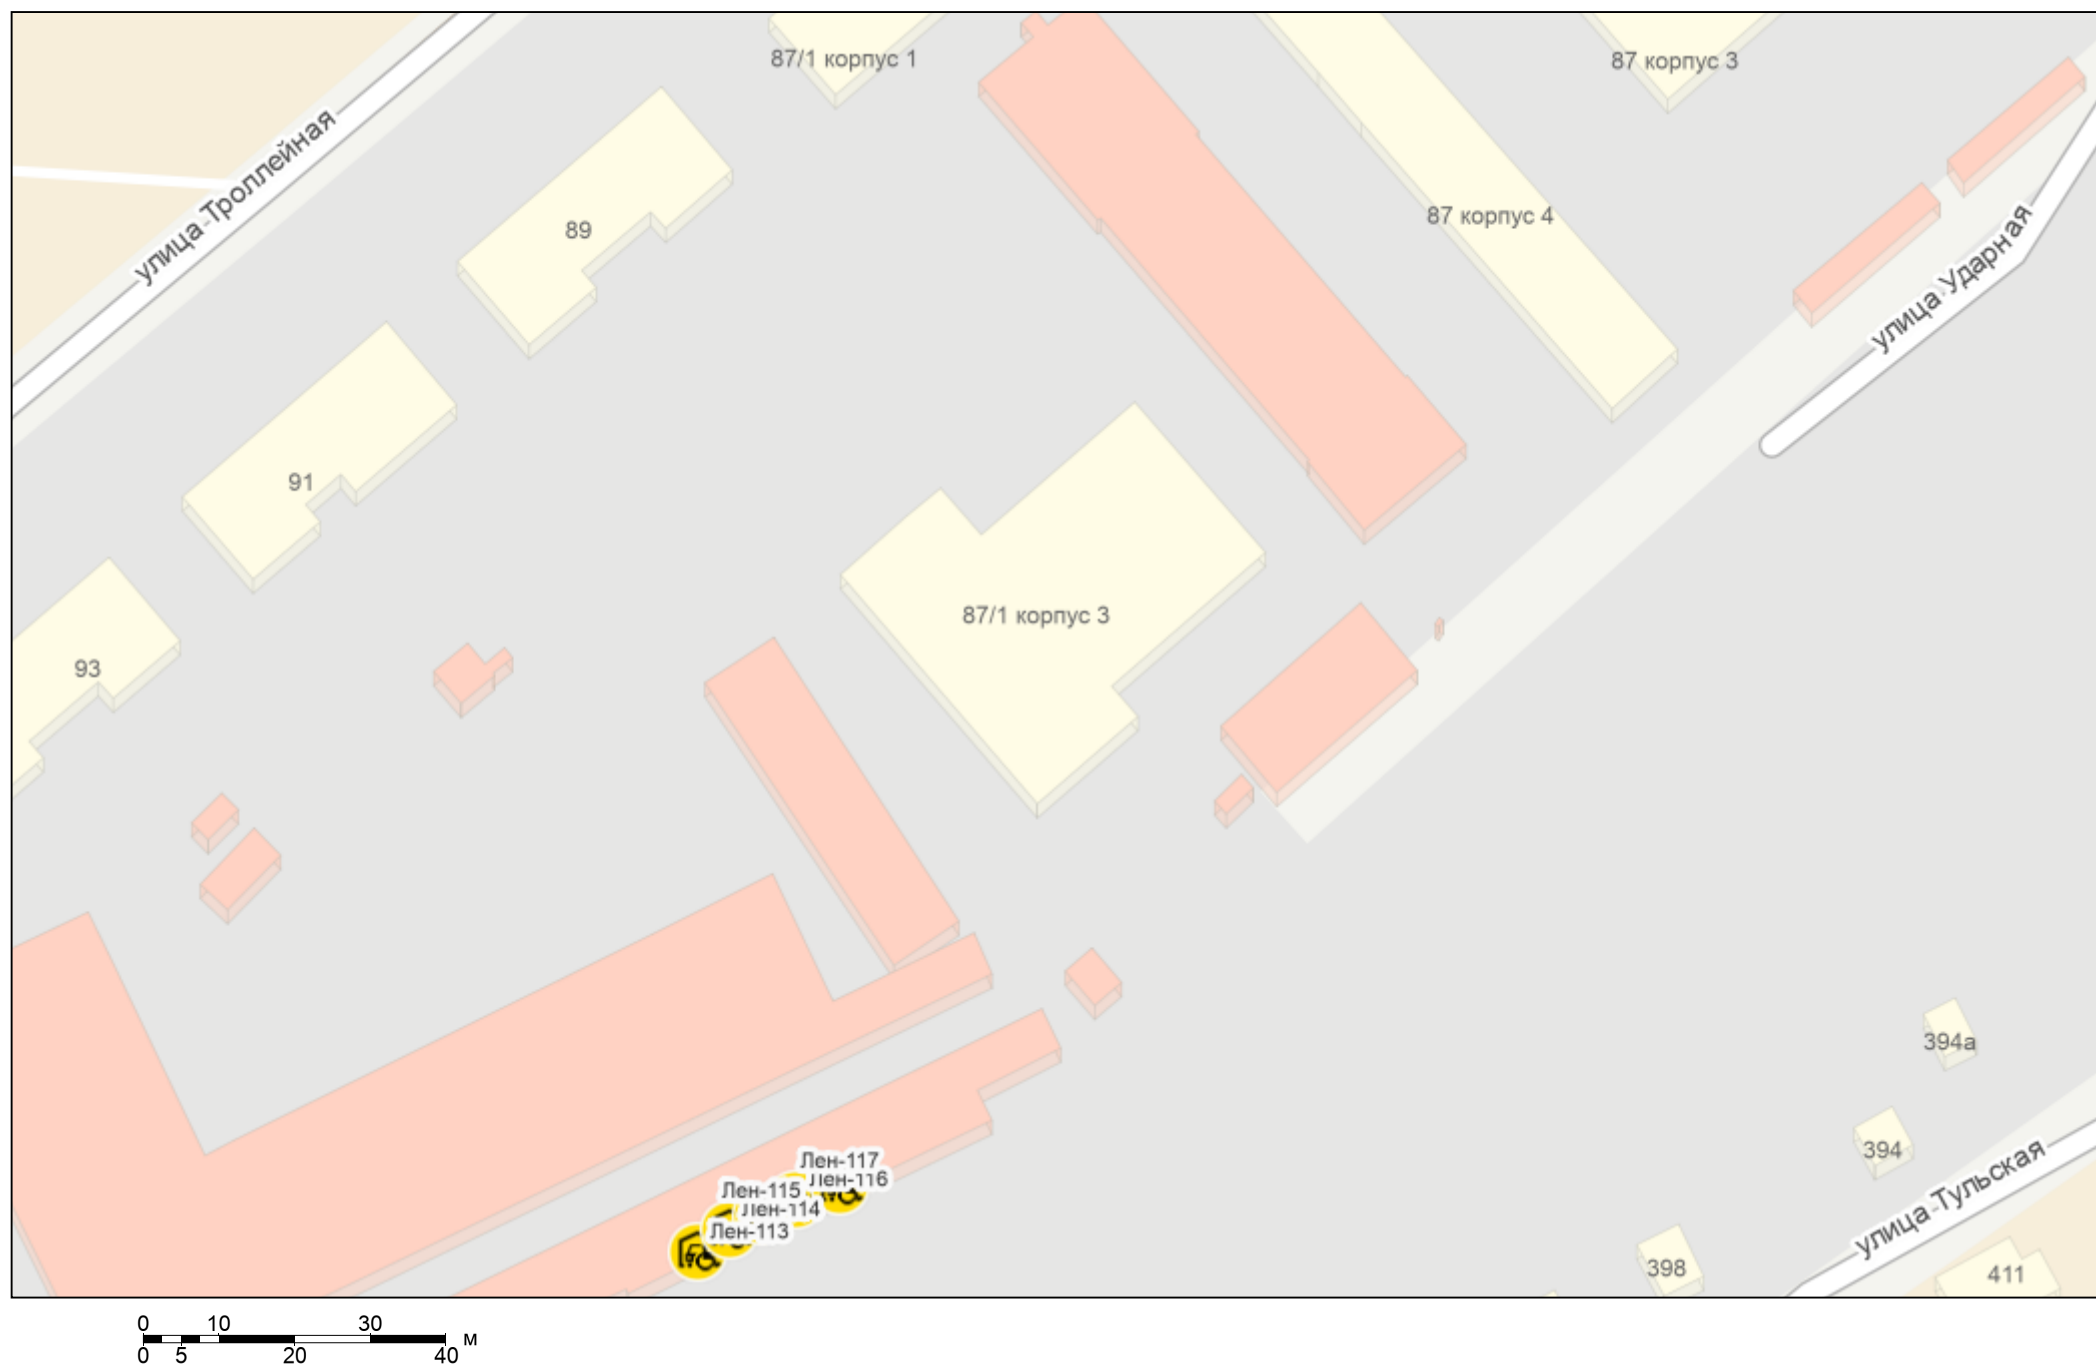 87/1 корпус 1
87 корпус 3
улица Троллейная
89
87 корпус 4
улица Ударная
91
87/1 корпус 3
93
394а
394
Лен-117
Лен-116
Лен-115
Лен-114
Лен-113
улица Тульская
398
411
0 10 30
м
0 5 20 40